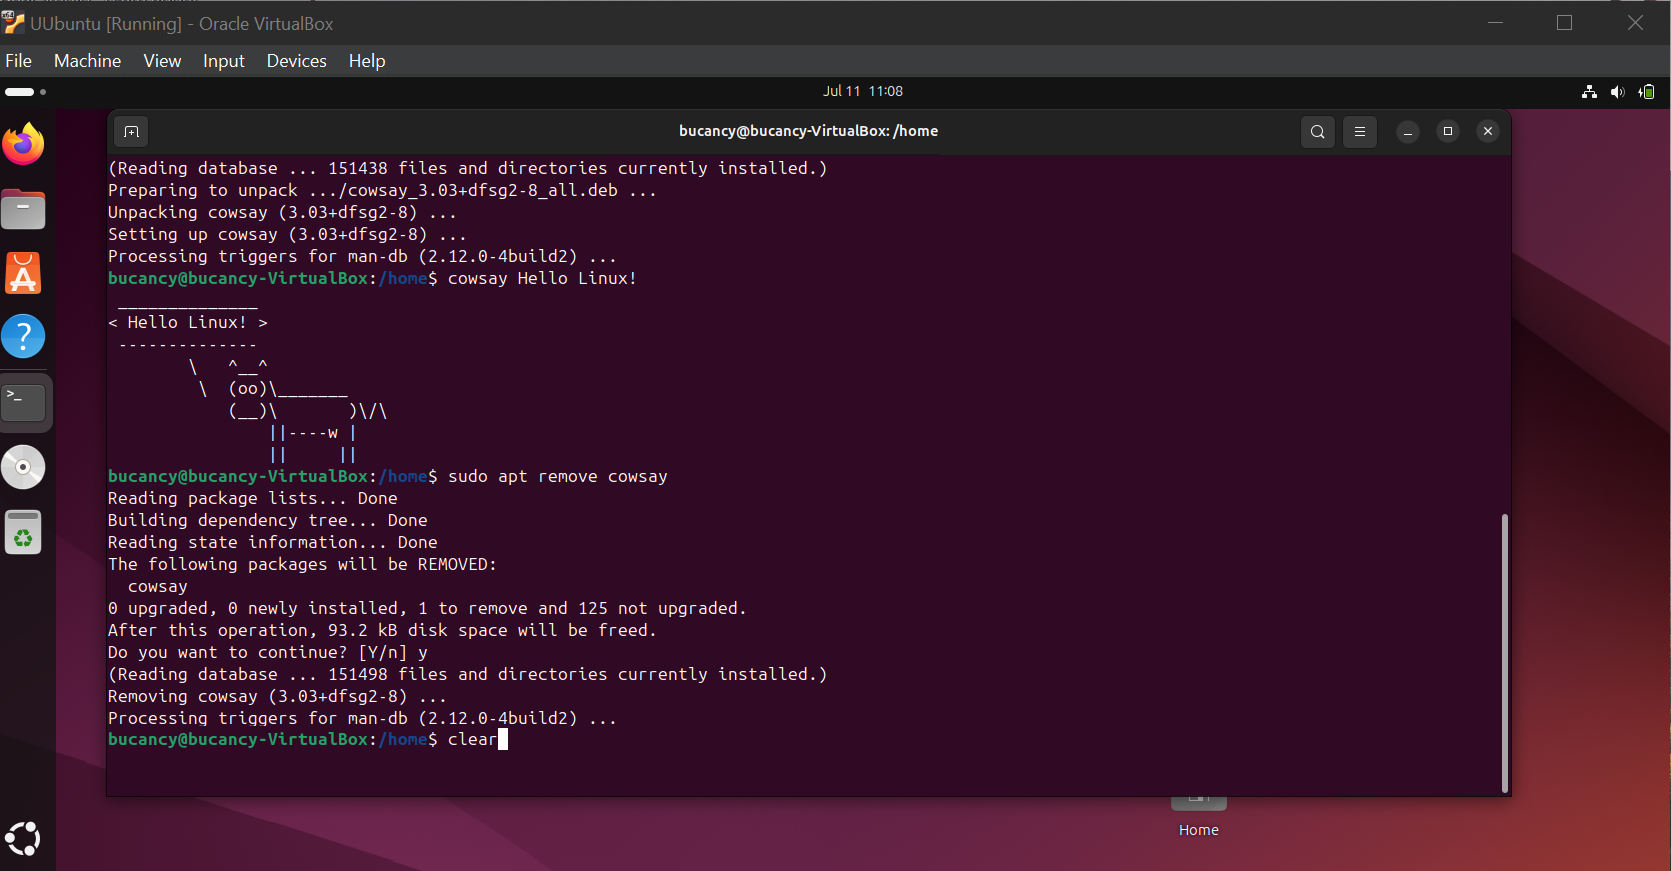 UUbuntu [Running] - Oracle VirtualBox
File Machine View Input Devices Help
Jul 11 11:08
bucancy@bucancy-VirtualBox: /home
(Reading database ... 151438 files and directories currently installed.)
Preparing to unpack .../cowsay_3.03+dfsg2-8_all.deb ...
Unpacking cowsay (3.03+dfsg2-8) ...
Setting up cowsay (3.03+dfsg2-8) ...
Processing triggers for man-db (2.12.0-4build2) ...
bucancy@bucancy-VirtualBox:/home$ cowsay Hello Linux!
 ______________
< Hello Linux! >
 --------------
        \   ^__^
         \  (oo)\_______
            (__)\       )\/\
                ||----w |
                ||     ||
bucancy@bucancy-VirtualBox:/home$ sudo apt remove cowsay
Reading package lists... Done
Building dependency tree... Done
Reading state information... Done
The following packages will be REMOVED:
  cowsay
0 upgraded, 0 newly installed, 1 to remove and 125 not upgraded.
After this operation, 93.2 kB disk space will be freed.
Do you want to continue? [Y/n] y
(Reading database ... 151498 files and directories currently installed.)
Removing cowsay (3.03+dfsg2-8) ...
Processing triggers for man-db (2.12.0-4build2) ...
bucancy@bucancy-VirtualBox:/home$ clear
Home